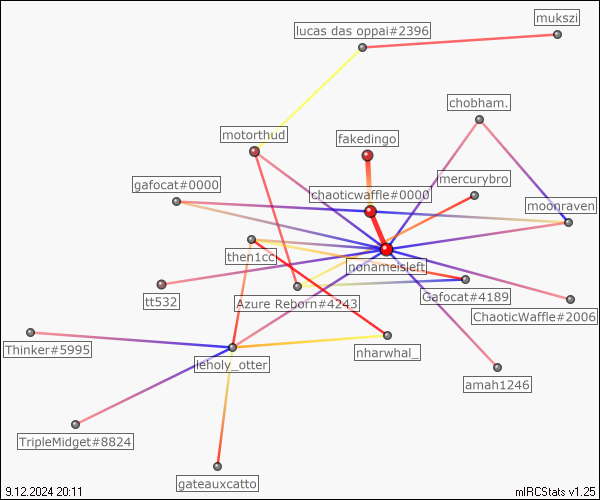 mukszi
lucas das oppai#2396
chobham.
motorthud
fakedingo
mercurybro
gafocat#0000
chaoticwaffle#0000
moonraven
then1cc
nonameisleft
tt532
Azure Reborn#4243
Gafocat#4189
ChaoticWaffle#2006
Thinker#5995
leholy_otter
nharwhal_
amah1246
TripleMidget#8824
gateauxcatto
9.12.2024 20:11
mIRCStats v1.25